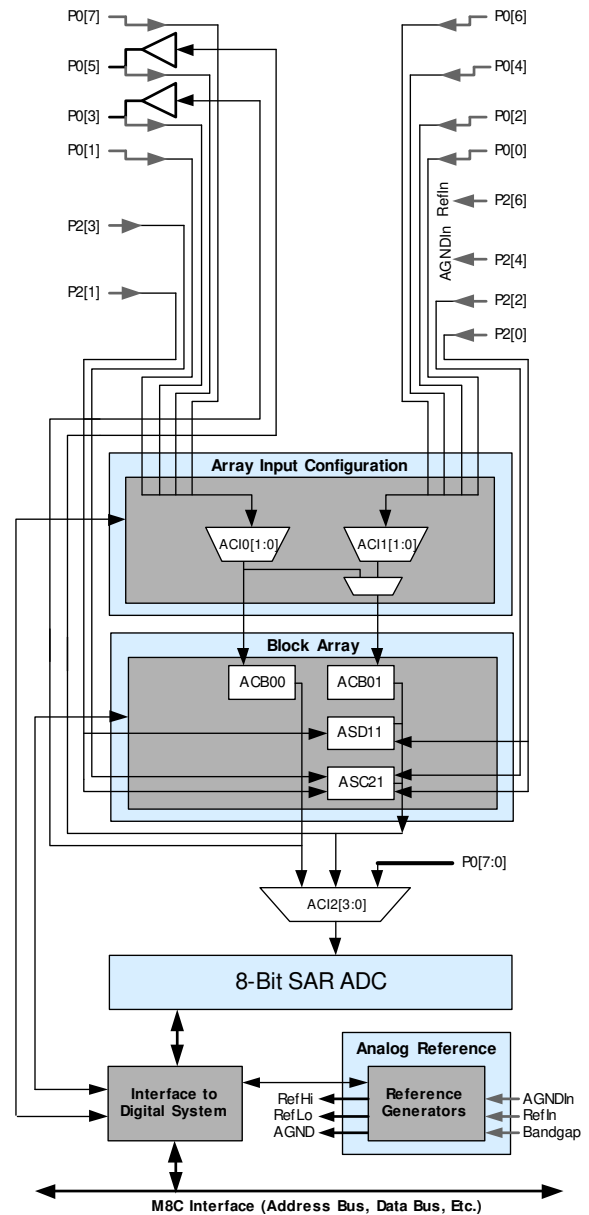 P0[7]
P0[6]
P0[5]
P0[4]
P0[3]
P0[2]
P0[1]
P0[0]
P2[6]
RefIn
P2[3]
P2[4]
AGNDIn
P2[1]
P2[2]
P2[0]
Array Input Configuration
ACI0[1:0]
ACI1[1:0]
Block Array
ACB00
ACB01
ASD11
ASC21
P0[7:0]
ACI2[3:0]
8-Bit SAR ADC
Analog Reference
Interface to
Digital System
Reference
Generators
RefHi
RefLo
AGND
AGNDIn
RefIn
Bandgap
M8C Interface (Address Bus, Data Bus, Etc.)